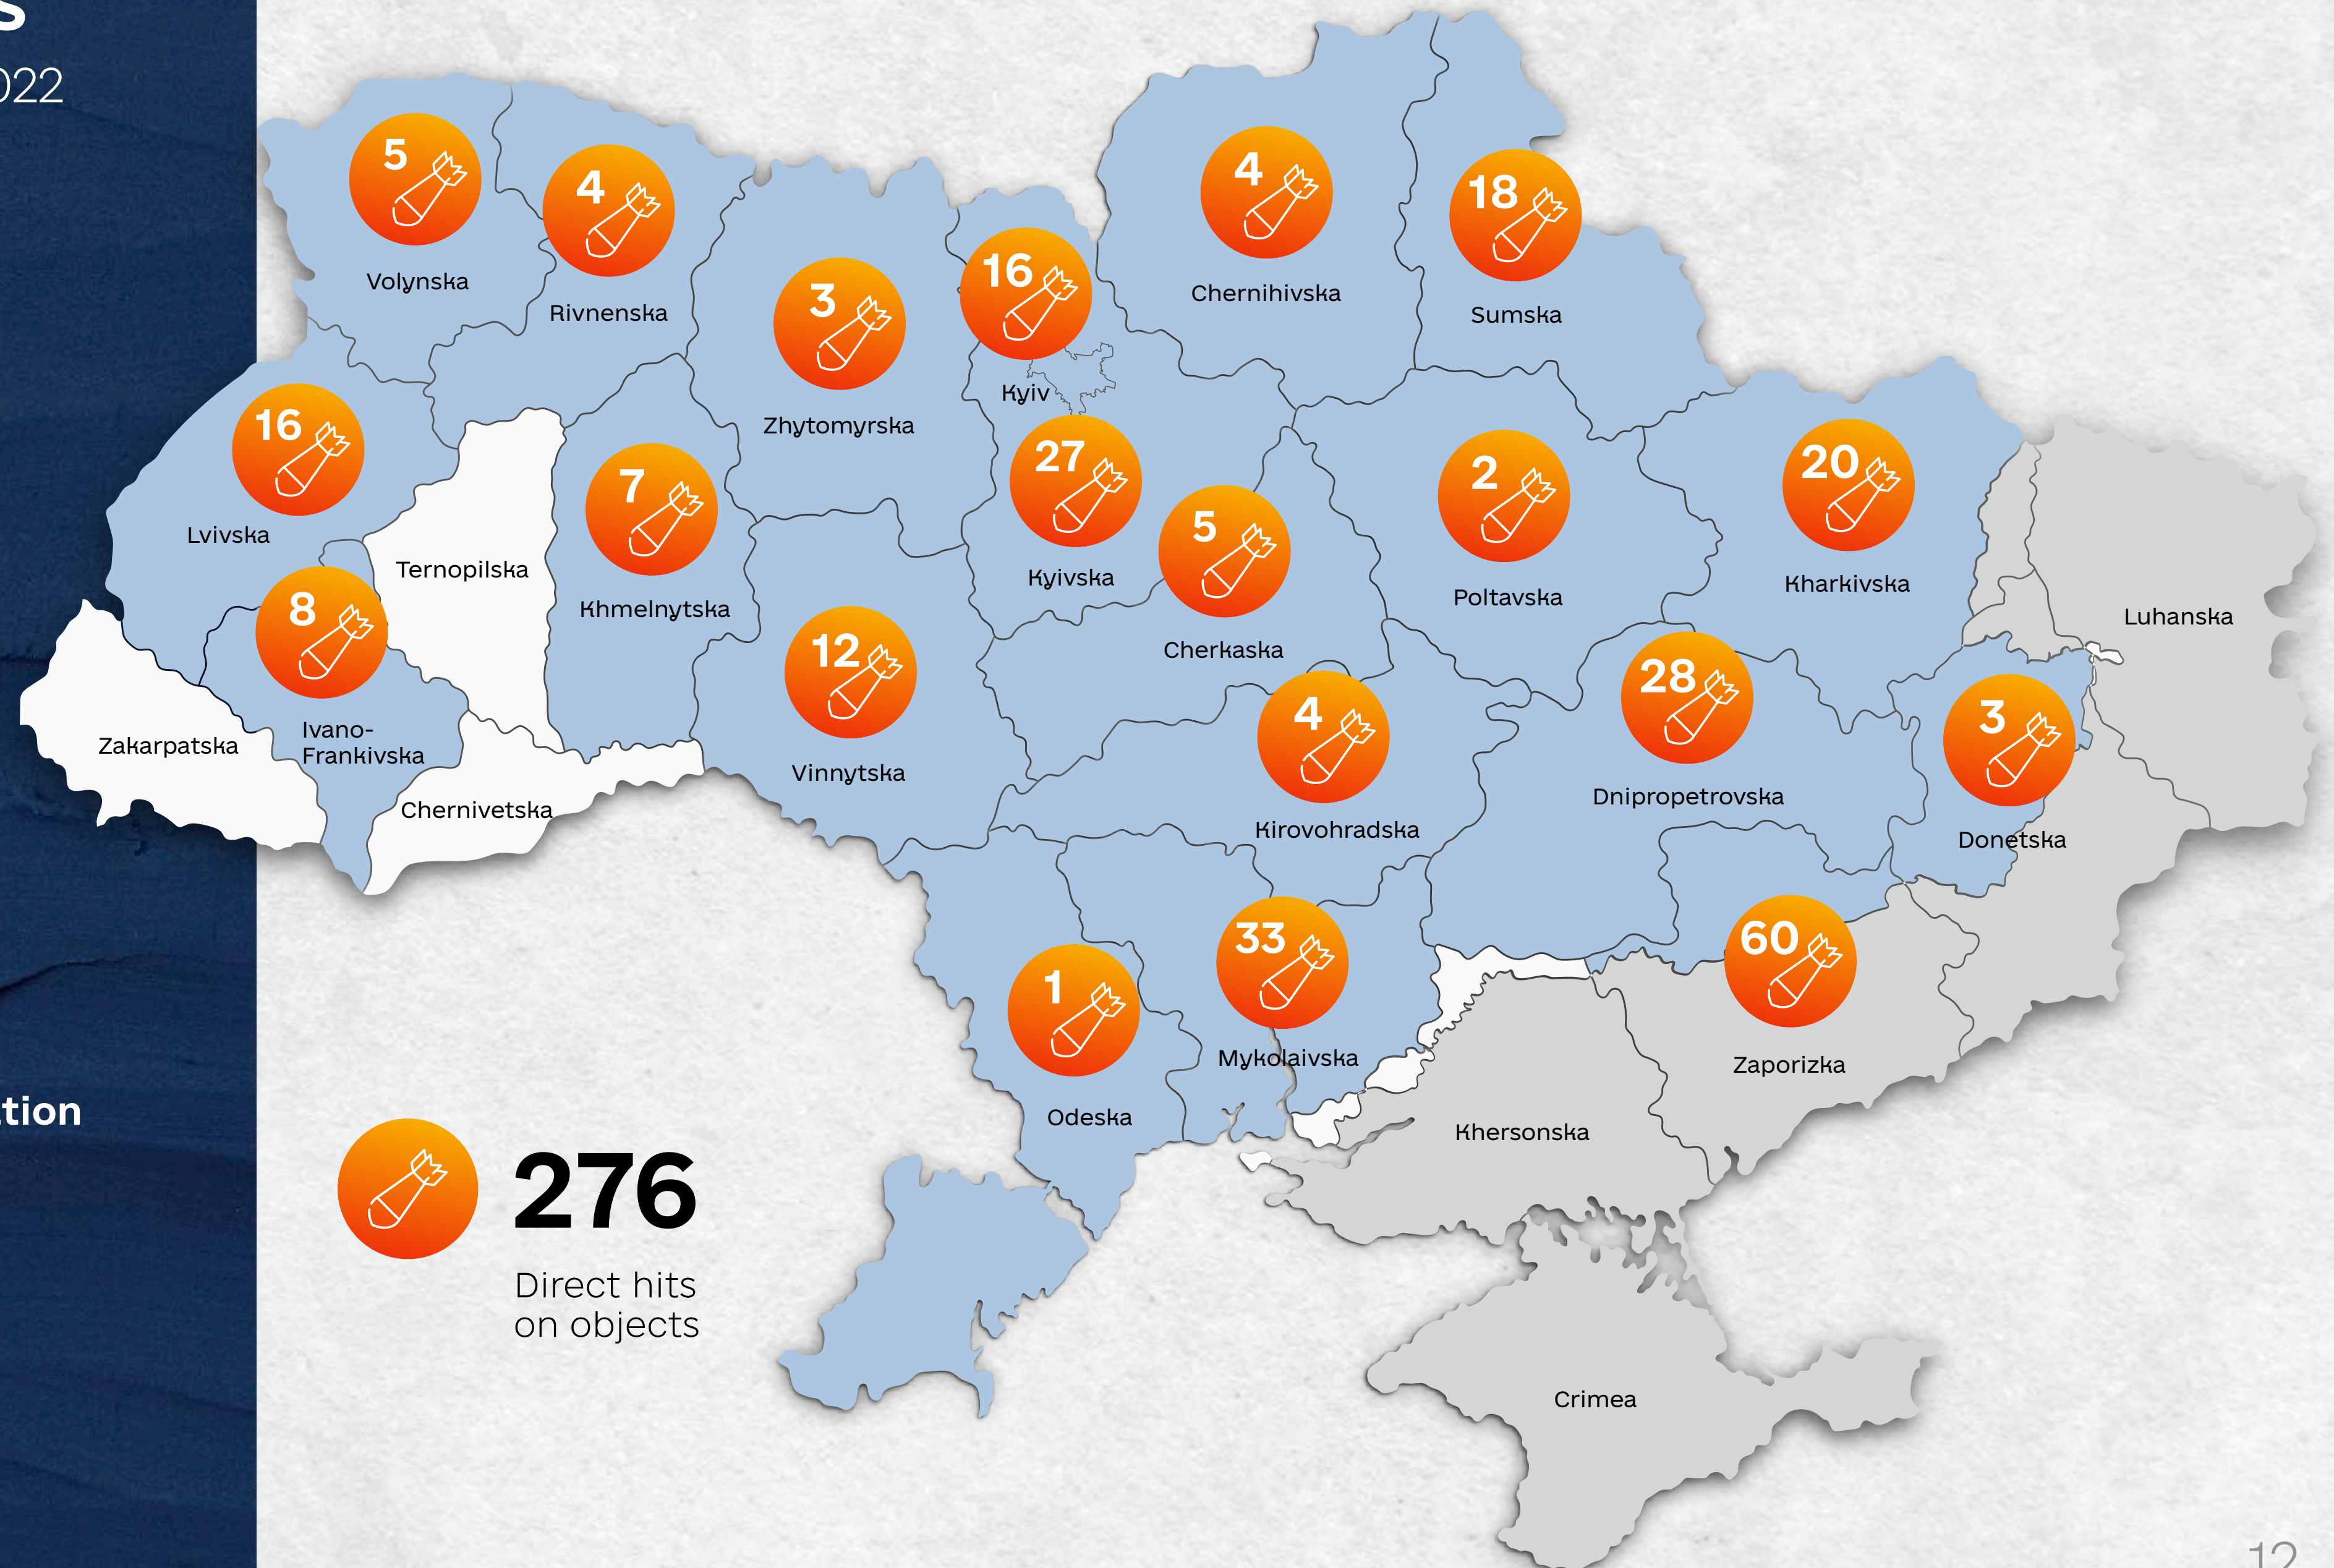 s
022
5
Volynska
4
Rivnenska
3
Zhytomyrska
16
Kyiv
4
Chernihivska
18
Sumska
16
Lvivska
Ternopilska
7
Khmelnytska
27
Kyivska
5
Cherkaska
2
Poltavska
20
Kharkivska
Luhanska
8
Ivano-
Frankivska
Zakarpatska
Chernivetska
12
Vinnytska
4
Kirovohradska
28
Dnipropetrovska
3
Donetska
1
Odeska
33
Mykolaivska
60
Zaporizka
Khersonska
Crimea
tion
276
Direct hits
on objects
12